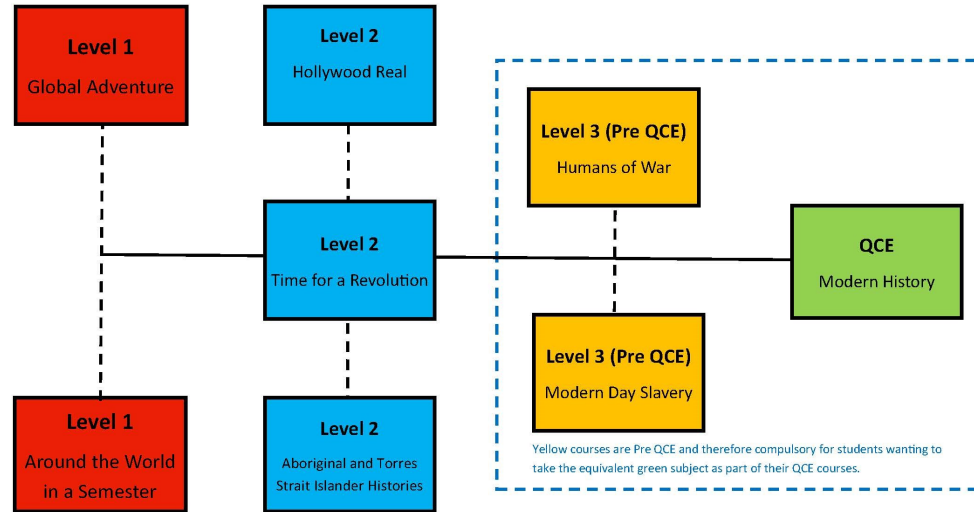 Level 1
Global Adventure
Level 1
Around the World
in a Semester
Level 2
Hollywood Real
Level 2
Time for a Revolution
Level 2
Aboriginal and Torres
Strait Islander Histories
Level 3 (Pre QCE)
Humans of War
Level 3 (Pre QCE)
Modern Day Slavery
Yellow courses are Pre QCE and therefore compulsory for students wanting to
take the equivalent green subject as part of their QCE courses.
QCE
Modern History